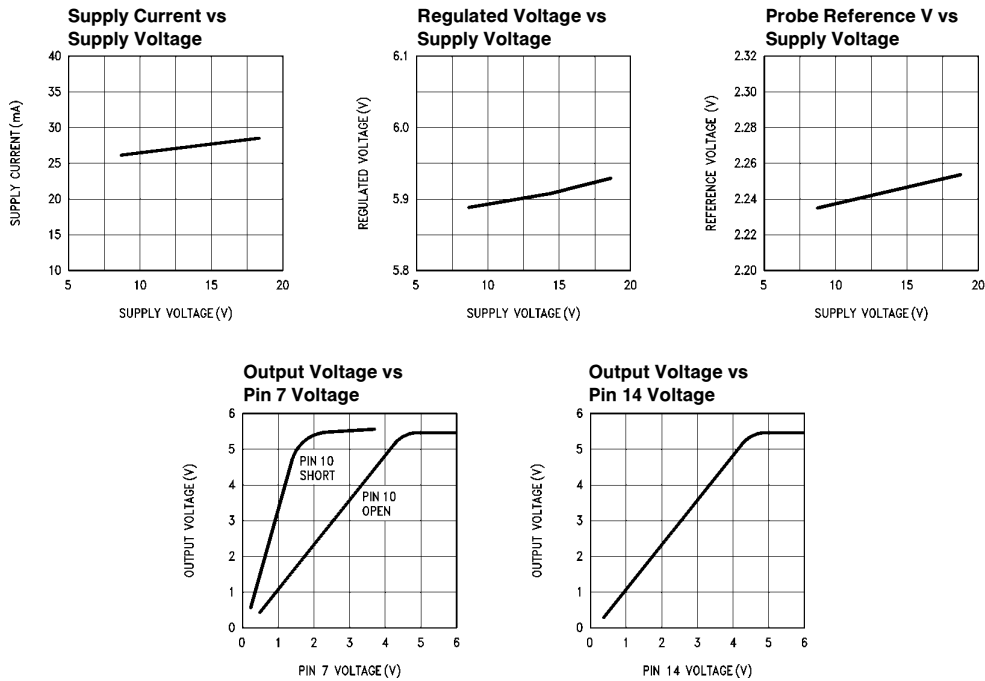 Supply Current vs
Supply Voltage
40
35
30
25
20
15
10
5
10
15
20
SUPPLY CURRENT (mA)
SUPPLY VOLTAGE (V)
Regulated Voltage vs
Supply Voltage
6.1
6.0
5.9
5.8
5
10
15
20
REGULATED VOLTAGE (V)
SUPPLY VOLTAGE (V)
Probe Reference V vs
Supply Voltage
2.32
2.30
2.28
2.26
2.24
2.22
2.20
5
10
15
20
REFERENCE VOLTAGE (V)
SUPPLY VOLTAGE (V)
Output Voltage vs
Pin 7 Voltage
6
5
4
3
2
1
0
0
1
2
3
4
5
6
PIN 10
SHORT
PIN 10
OPEN
OUTPUT VOLTAGE (V)
PIN 7 VOLTAGE (V)
Output Voltage vs
Pin 14 Voltage
6
5
4
3
2
1
0
0
1
2
3
4
5
6
OUTPUT VOLTAGE (V)
PIN 14 VOLTAGE (V)